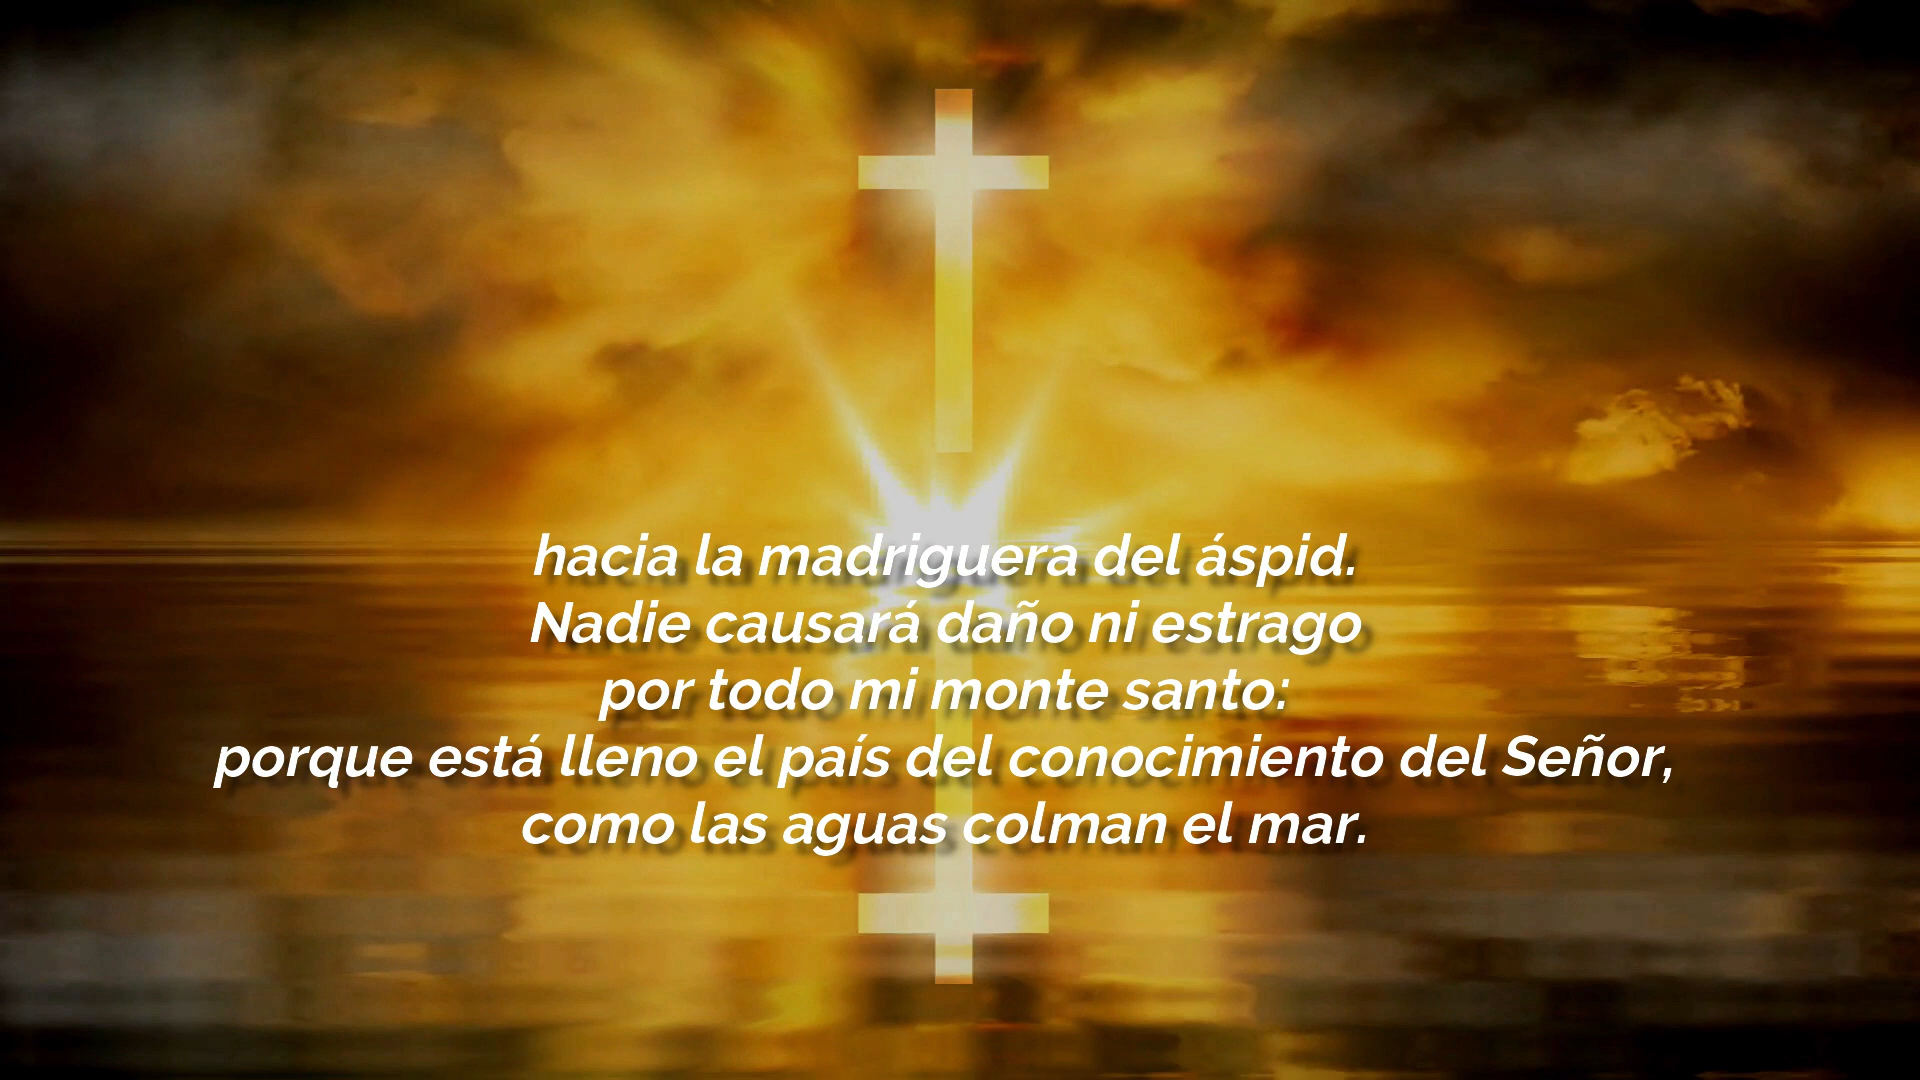 hacia la madriguera del áspid.
Nadie causará daño ni estrago
por todo mi monte santo:
porque está lleno el país del conocimiento del Señor,
como las aguas colman el mar.